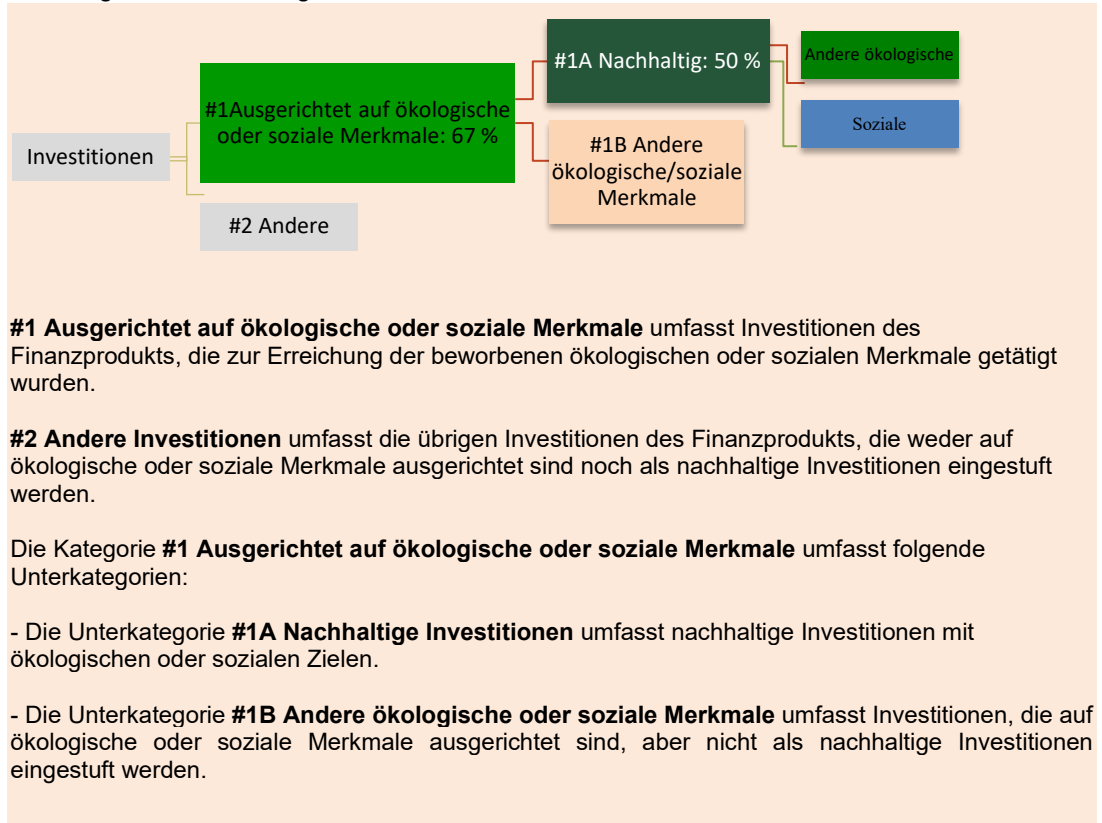 #1A Nachhaltig: 50 %
Andere ökologische
#1Ausgerichtet auf ökologische
oder soziale Merkmale: 67 %
Soziale
Investitionen
#1B Andere
ökologische/soziale
Merkmale
#2 Andere
#1 Ausgerichtet auf ökologische oder soziale Merkmale umfasst Investitionen des
Finanzprodukts, die zur Erreichung der beworbenen ökologischen oder sozialen Merkmale getätigt
wurden.
#2 Andere Investitionen umfasst die übrigen Investitionen des Finanzprodukts, die weder auf
ökologische oder soziale Merkmale ausgerichtet sind noch als nachhaltige Investitionen eingestuft
werden.
Die Kategorie #1 Ausgerichtet auf ökologische oder soziale Merkmale umfasst folgende
Unterkategorien:
- Die Unterkategorie #1A Nachhaltige Investitionen umfasst nachhaltige Investitionen mit
ökologischen oder sozialen Zielen.
- Die Unterkategorie #1B Andere ökologische oder soziale Merkmale umfasst Investitionen, die auf
ökologische oder soziale Merkmale ausgerichtet sind, aber nicht als nachhaltige Investitionen
eingestuft werden.